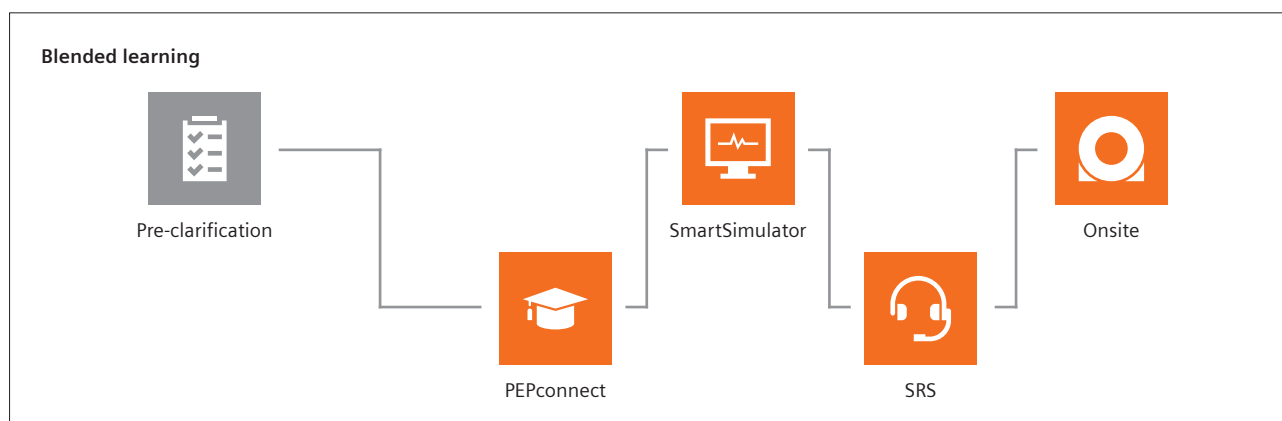 Blended learning
Pre-clarification
PEPconnect
SmartSimulator
SRS
Onsite